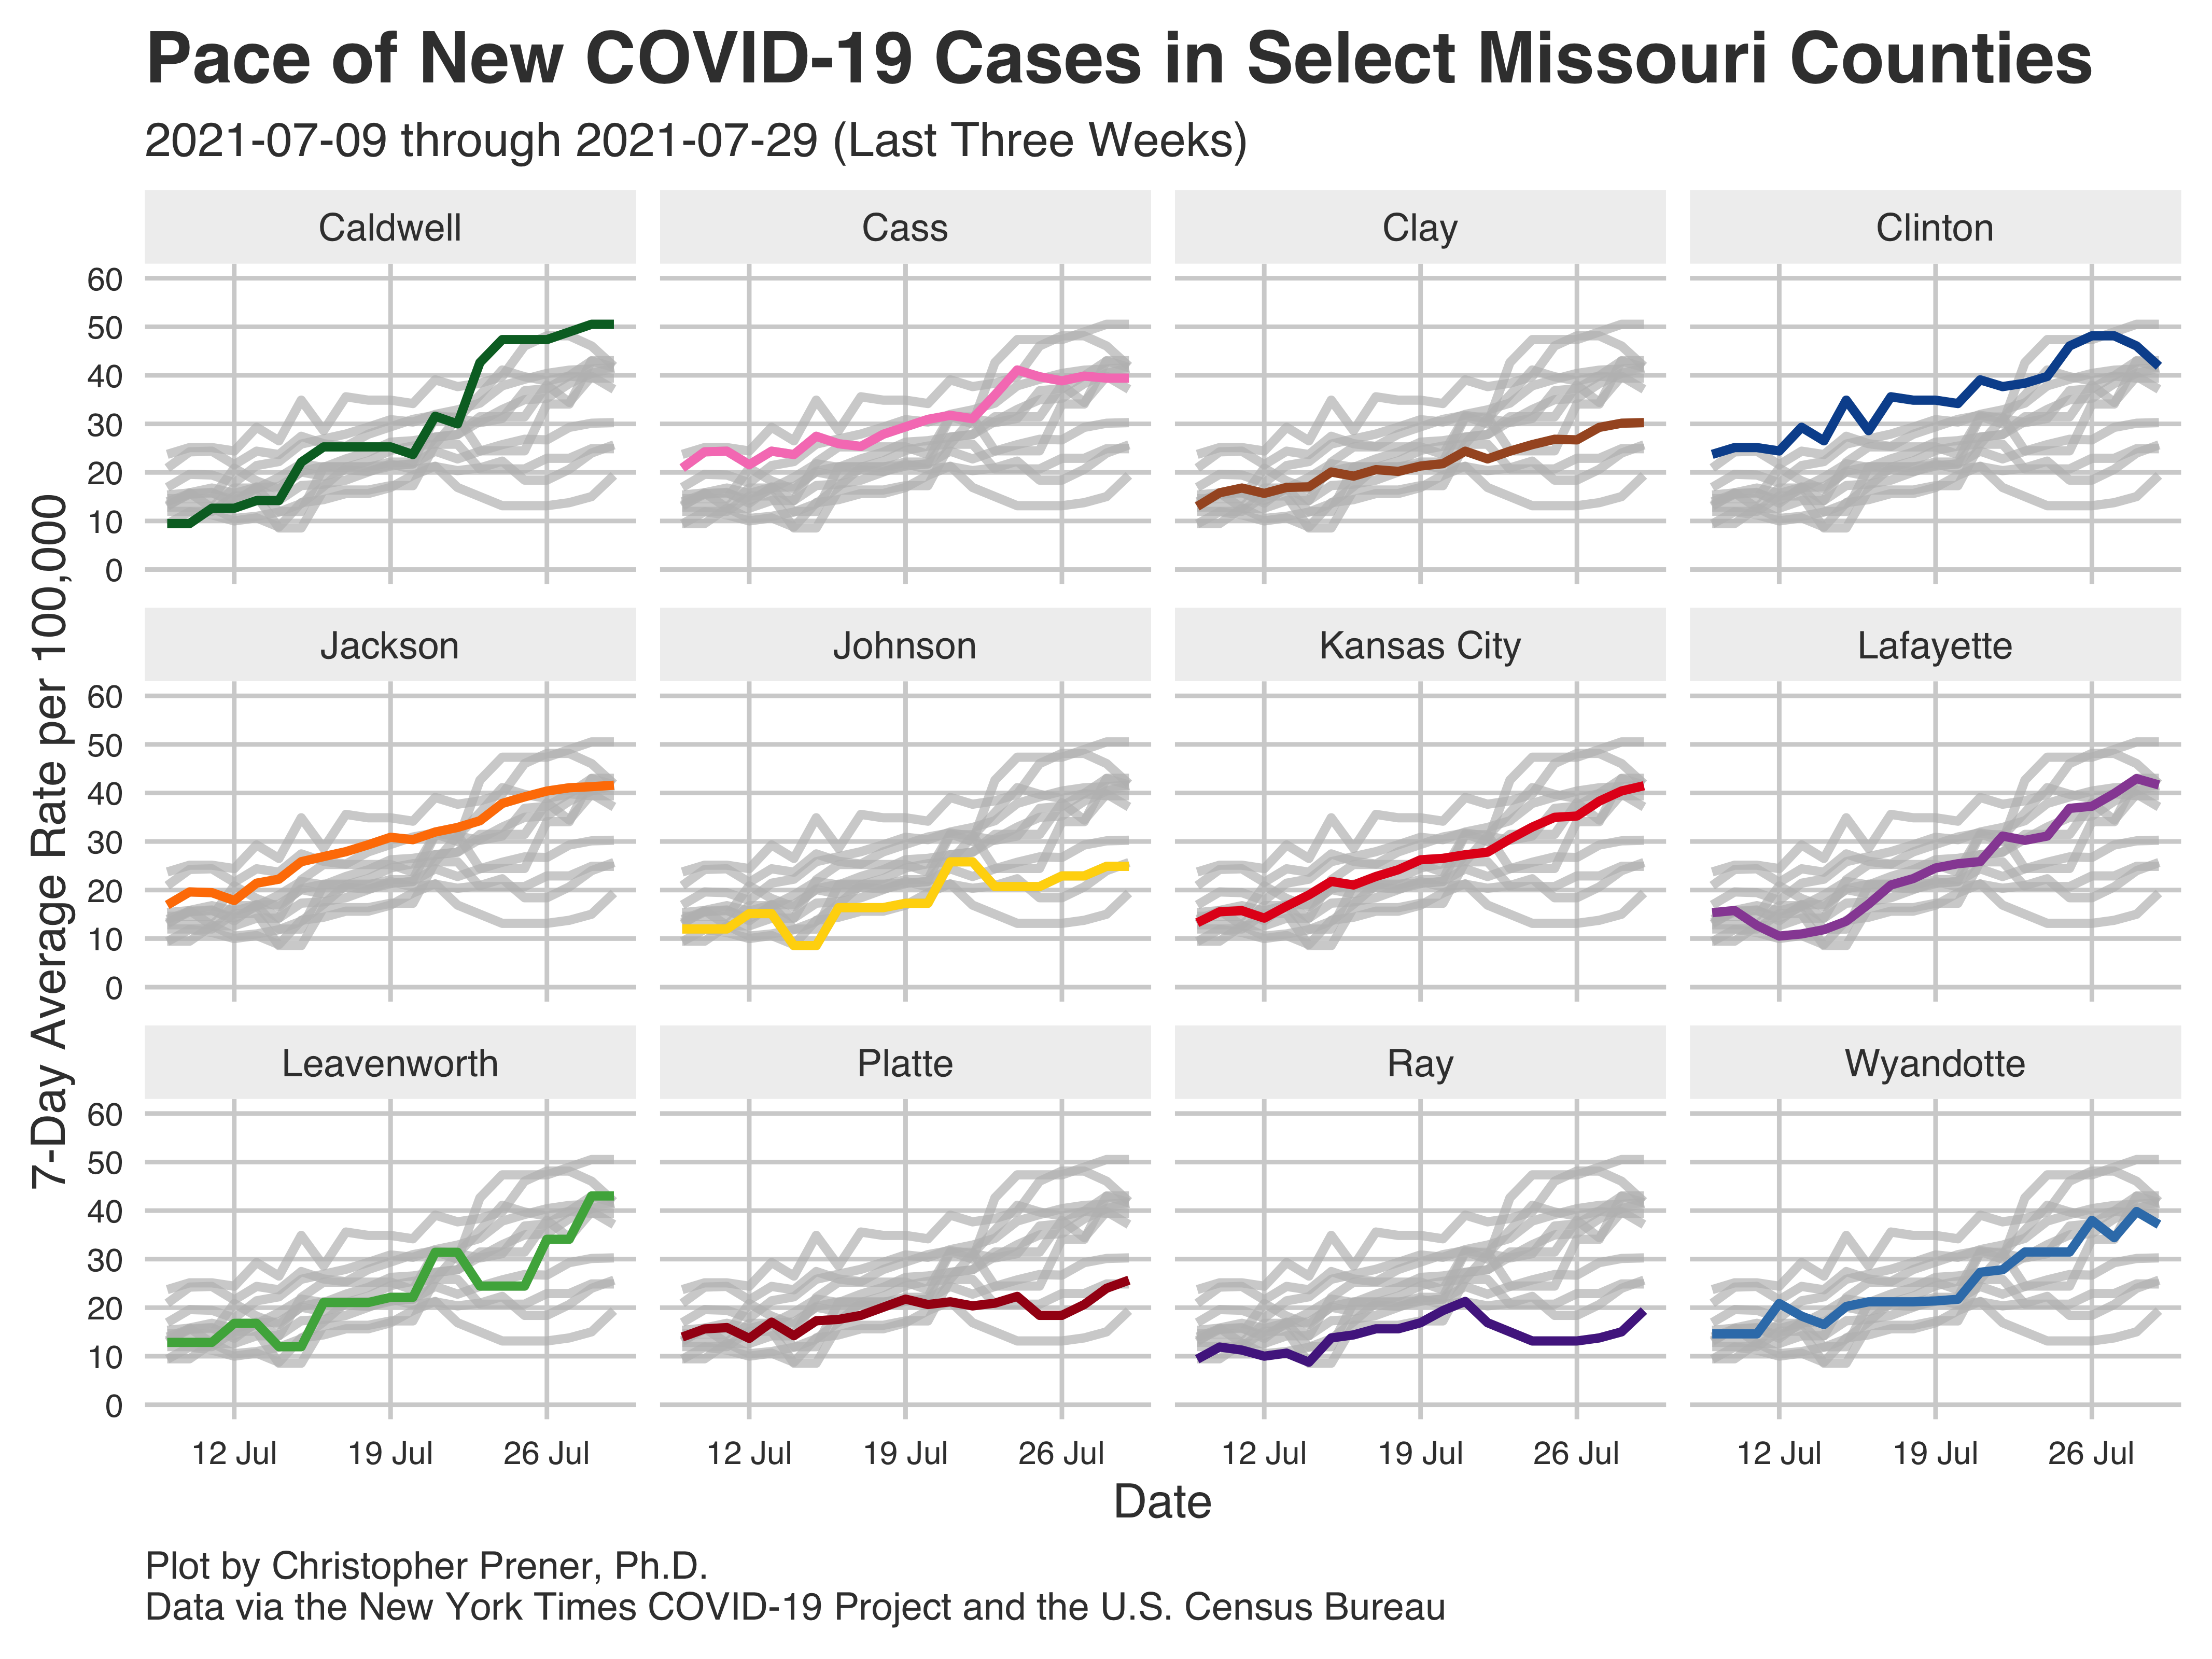 Pace of New COVID-19 Cases in Select Missouri Counties
2021-07-09 through 2021-07-29 (Last Three Weeks)
7-Day Average Rate per 100,000
Caldwell
Cass
Clay
Clinton
60
50
40
30
20
10
0
Jackson
Johnson
Kansas City
Lafayette
60
50
40
30
20
10
0
Leavenworth
Platte
Ray
Wyandotte
60
50
40
30
20
10
0
12 Jul 19 Jul 26 Jul
12 Jul 19 Jul 26 Jul
12 Jul 19 Jul 26 Jul
12 Jul 19 Jul 26 Jul
Date
Plot by Christopher Prener, Ph.D.
Data via the New York Times COVID-19 Project and the U.S. Census Bureau